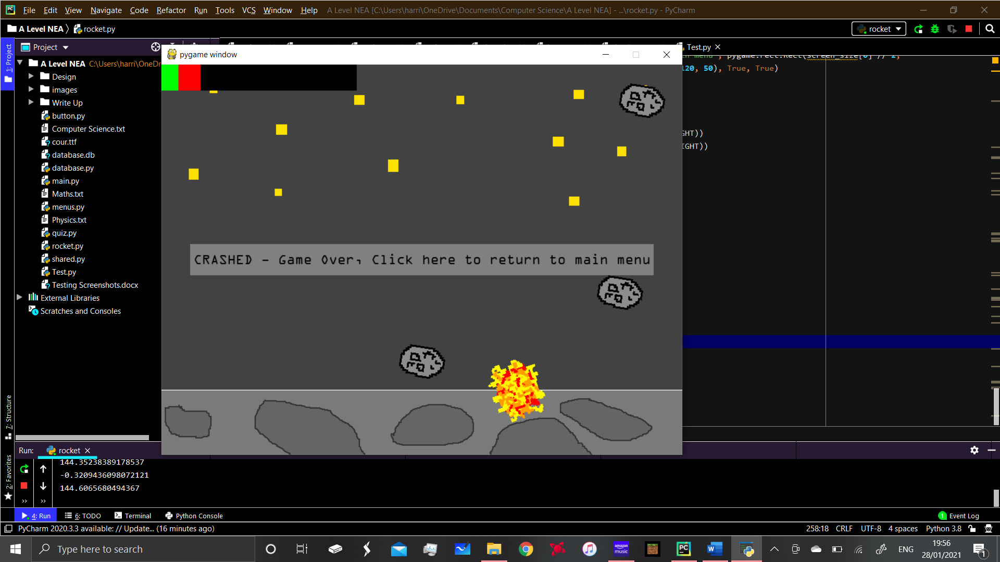 File Edit View Navigate Code Refactor Run Tools VCS Window Help A Level NEA [C:\Users\harri\OneDrive\Documents\Computer Science\A Level NEA] - ...\rocket.py - PyCharm
A Level NEA rocket.py rocket
1: Project
Project
Test.py
pygame window
A Level NEA C:\Users\harri\OneDr
120, 50), True, True)
Design
images
Write Up
button.py
Computer Science.txt
GHT))
cour.ttf
IGHT))
database.db
database.py
main.py
Maths.txt
menus.py
Physics.txt
quiz.py
rocket.py
shared.py
Test.py
Testing Screenshots.docx
External Libraries
Scratches and Consoles
CRASHED - Game Over, Click here to return to main menu
7: Structure
2: Favorites
Run: rocket
144.35238389178537
-0.3209436098072121
144.6065680494367
4: Run 6: TODO Terminal Python Console 1 Event Log
PyCharm 2020.3.3 available: // Update... (16 minutes ago) 258:18 CRLF UTF-8 4 spaces Python 3.8
Type here to search
amazon music
PC
ENG
19:56
28/01/2021
1